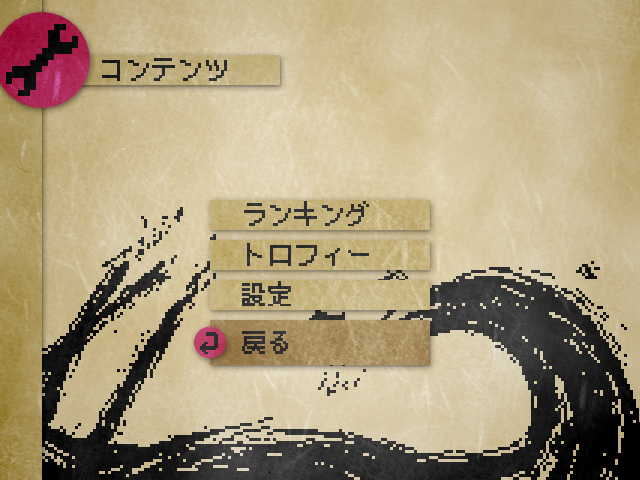 コンテンツ
ランキング
トロフィー
設定
戻る